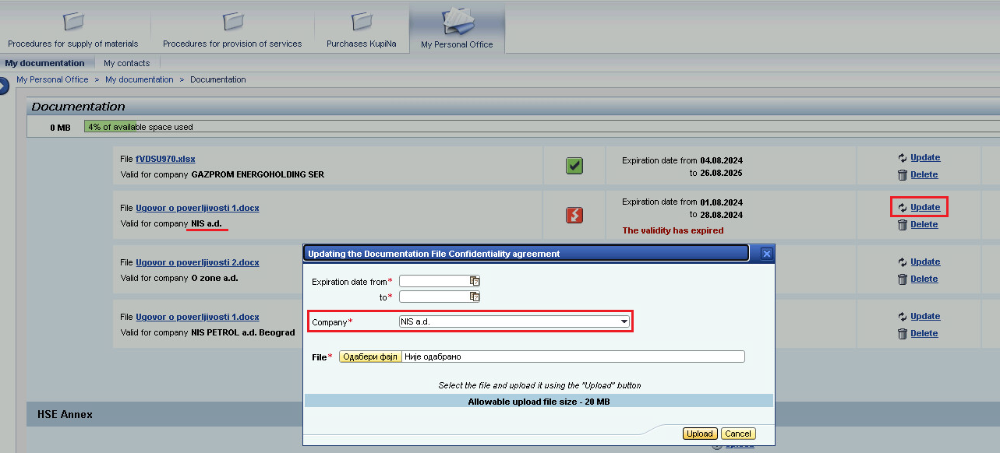 Procedures for supply of materials
Procedures for provision of services
Purchases KupiNa
My Personal Office
My documentation
My contacts
My Personal Office > My documentation > Documentation
Documentation
0 MB
4% of available space used
File fVDSU970.xlsx
Valid for company GAZPROM ENERGOHOLDING SER
Expiration date from 04.08.2024
to 26.08.2025
Update
Delete
File Ugovor o poverljivosti 1.docx
Valid for company NIS a.d.
Expiration date from 01.08.2024
to 28.08.2024
The validity has expired
Update
Delete
File Ugovor o poverljivosti 2.docx
Valid for company O zone a.d.
Update
Delete
File Ugovor o poverljivosti 1.docx
Valid for company NIS PETROL a.d. Beograd
Update
Delete
Updating the Documentation File Confidentiality agreement
Expiration date from*
to*
Company* NIS a.d.
File* Одабери фајл Није одабрано
Select the file and upload it using the "Upload" button
Allowable upload file size - 20 MB
Upload Cancel
HSE Annex
Upload